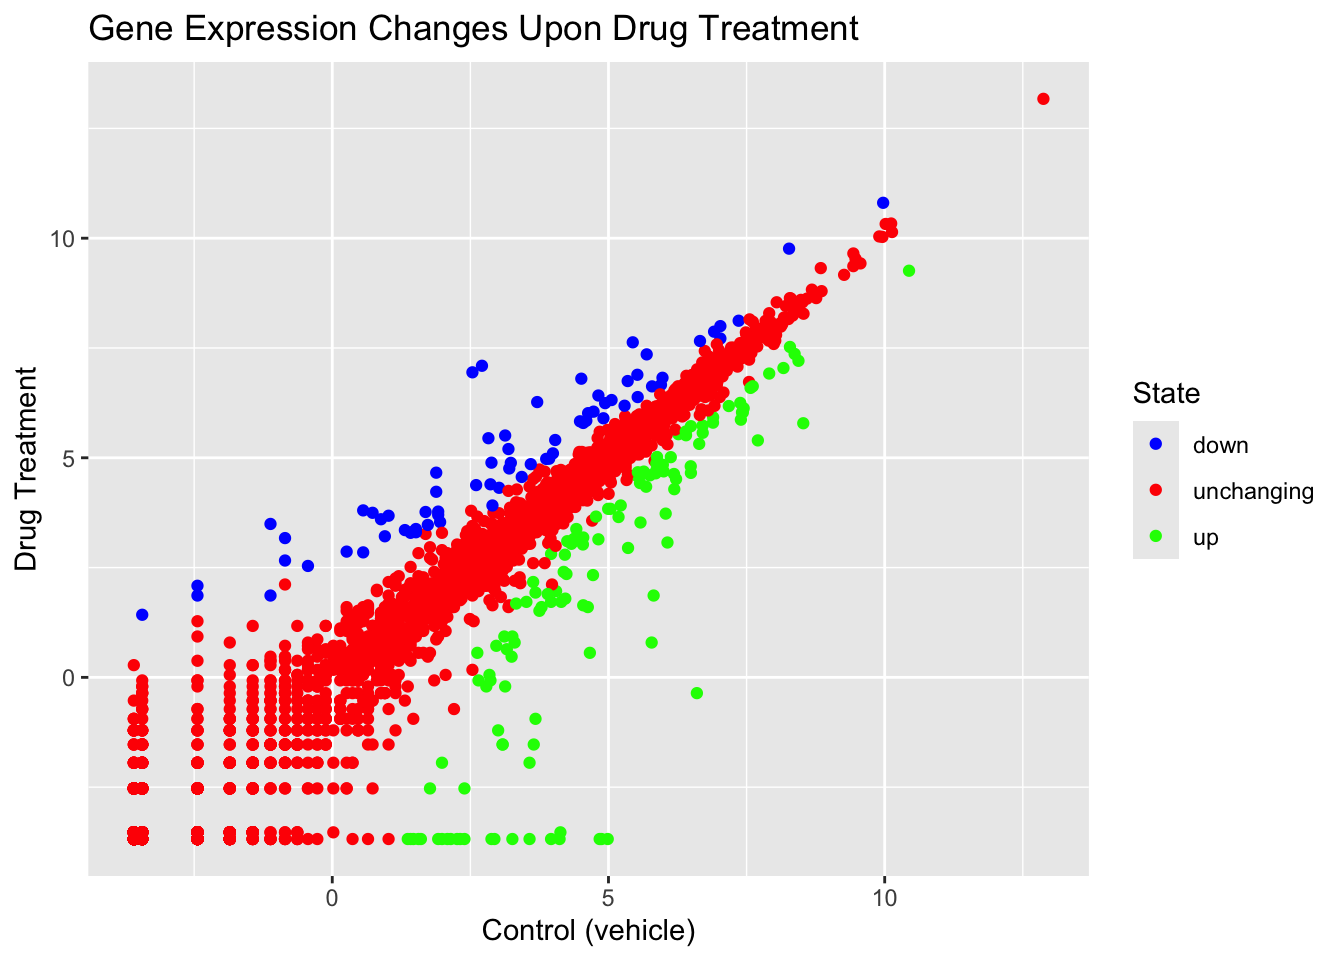 Gene Expression Changes Upon Drug Treatment
Drug Treatment
10
5
0
0
5
10
Control (vehicle)
State
down
unchanging
up